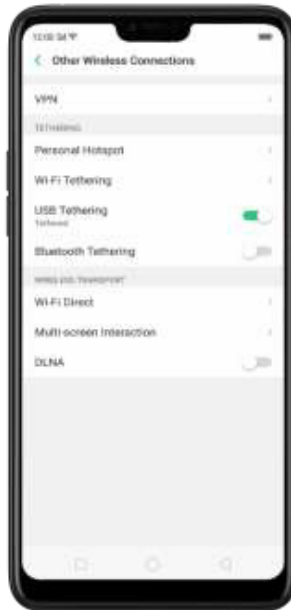 Other Wireless Connections
VPN
TETHERING
Personal Hotspot
Wi-Fi Tethering
USB Tethering
Tethered
Bluetooth Tethering
WIRELESS TRANSPORT
Wi-Fi Direct
Multi-screen Interaction
DLNA